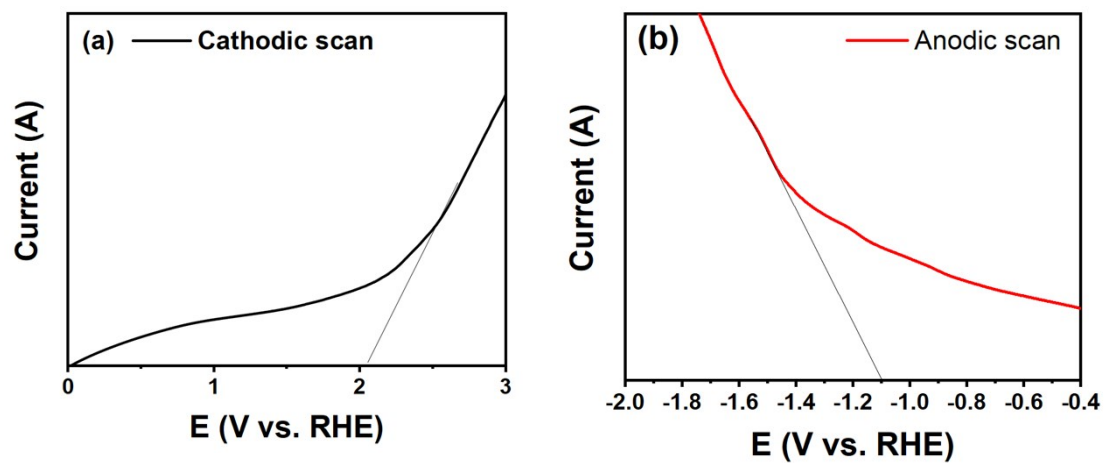 (a) Cathodic scan
Current (A)
0 1 2 3
E (V vs. RHE)
(b) Anodic scan
Current (A)
-2.0 -1.8 -1.6 -1.4 -1.2 -1.0 -0.8 -0.6 -0.4
E (V vs. RHE)